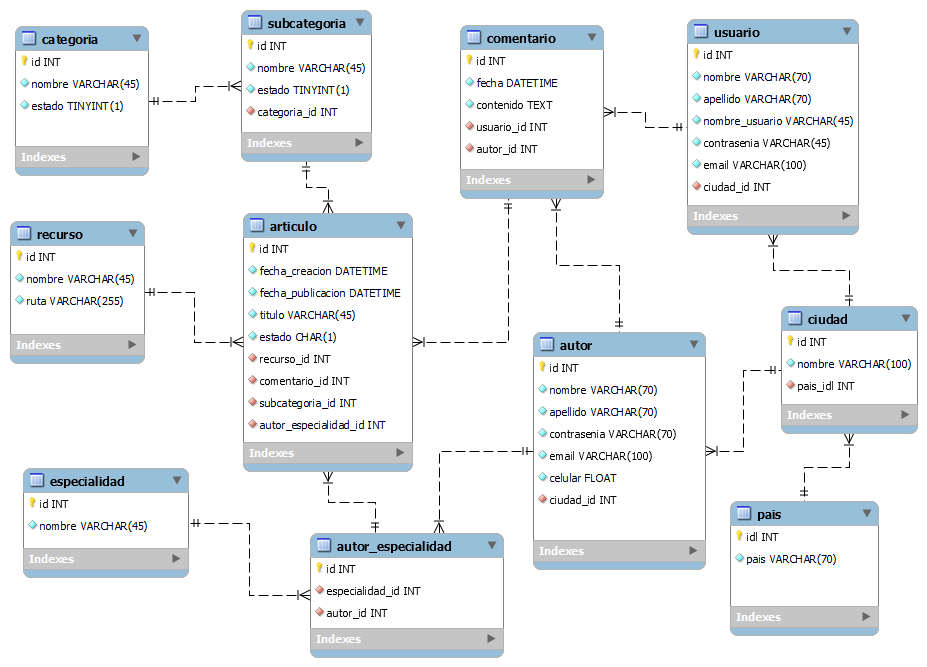 categoria
id INT
nombre VARCHAR(45)
estado TINYINT(1)
Indexes
subcategoria
id INT
nombre VARCHAR(45)
estado TINYINT(1)
categoria_id INT
Indexes
comentario
id INT
fecha DATETIME
contenido TEXT
usuario_id INT
autor_id INT
Indexes
usuario
id INT
nombre VARCHAR(70)
apellido VARCHAR(70)
nombre_usuario VARCHAR(45)
contrasenia VARCHAR(45)
email VARCHAR(100)
ciudad_id INT
Indexes
recurso
id INT
nombre VARCHAR(45)
ruta VARCHAR(255)
Indexes
articulo
id INT
fecha_creacion DATETIME
fecha_publicacion DATETIME
titulo VARCHAR(45)
estado CHAR(1)
recurso_id INT
comentario_id INT
subcategoria_id INT
autor_especialidad_id INT
Indexes
autor
id INT
nombre VARCHAR(70)
apellido VARCHAR(70)
contrasenia VARCHAR(70)
email VARCHAR(100)
celular FLOAT
ciudad_id INT
Indexes
ciudad
id INT
nombre VARCHAR(100)
pais_idl INT
Indexes
especialidad
id INT
nombre VARCHAR(45)
Indexes
autor_especialidad
id INT
especialidad_id INT
autor_id INT
Indexes
pais
idl INT
pais VARCHAR(70)
Indexes